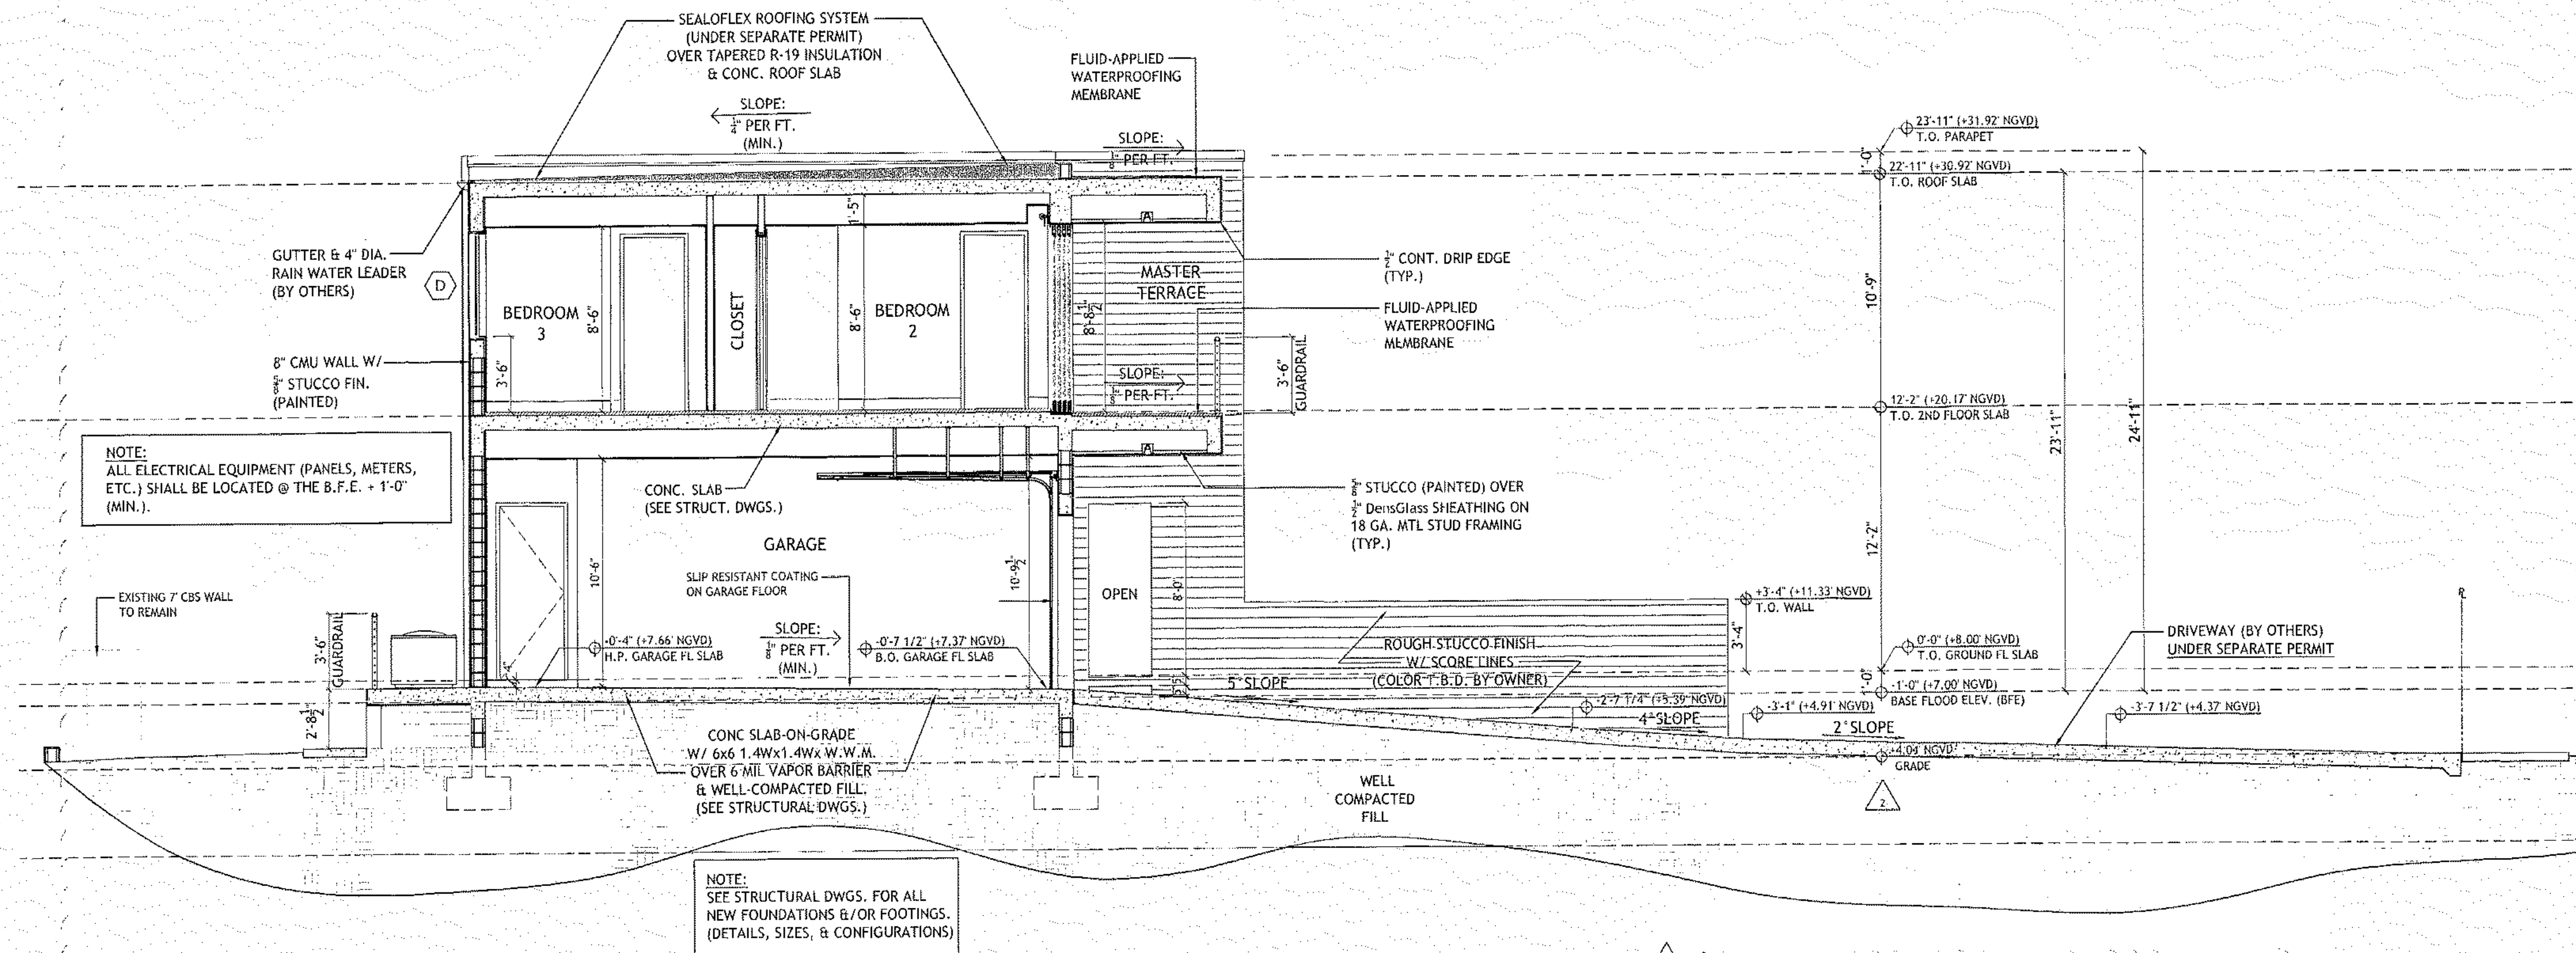 SEALOFLEX ROOFING SYSTEM
(UNDER SEPARATE PERMIT)
OVER TAPERED R-19 INSULATION
& CONC. ROOF SLAB
SLOPE:
1/4" PER FT.
(MIN.)
FLUID-APPLIED
WATERPROOFING
MEMBRANE
SLOPE:
1/8" PER FT.
23'-11" (+31.92' NGVD)
T.O. PARAPET
1'-0"
22'-11" (+30.92' NGVD)
T.O. ROOF SLAB
GUTTER & 4" DIA.
RAIN WATER LEADER
(BY OTHERS)
D
8" CMU WALL W/
5/8" STUCCO FIN.
(PAINTED)
BEDROOM
3
8'-6"
3'-6"
CLOSET
1'-5"
8'-6"
BEDROOM
2
8'-8 1/2"
A
MASTER
TERRACE
SLOPE:
1/8" PER FT.
3'-6"
GUARDRAIL
1/2" CONT. DRIP EDGE
(TYP.)
FLUID-APPLIED
WATERPROOFING
MEMBRANE
10'-9"
12'-2" (+20.17' NGVD)
T.O. 2ND FLOOR SLAB
23'-11"
24'-11"
NOTE:
ALL ELECTRICAL EQUIPMENT (PANELS, METERS,
ETC.) SHALL BE LOCATED @ THE B.F.E. + 1'-0"
(MIN.).
CONC. SLAB
(SEE STRUCT. DWGS.)
A
5/8" STUCCO (PAINTED) OVER
1/2" DensGlass SHEATHING ON
18 GA. MTL STUD FRAMING
(TYP.)
GARAGE
10'-6"
SLIP RESISTANT COATING
ON GARAGE FLOOR
10'-9 1/2"
OPEN
8'-0"
12'-2"
EXISTING 7' CBS WALL
TO REMAIN
3'-6"
GUARDRAIL
2'-8 1/2"
-0'-4" (+7.66' NGVD)
H.P. GARAGE FL SLAB
4"
SLOPE:
1/8" PER FT.
(MIN.)
-0'-7 1/2" (+7.37' NGVD)
B.O. GARAGE FL SLAB
+3'-4" (+11.33' NGVD)
T.O. WALL
3'-4"
ROUGH STUCCO FINISH
W/ SCORE LINES
(COLOR T.B.D. BY OWNER)
0'-0" (+8.00' NGVD)
T.O. GROUND FL SLAB
1'-0"
-1'-0" (+7.00' NGVD)
BASE FLOOD ELEV. (BFE)
DRIVEWAY (BY OTHERS)
UNDER SEPARATE PERMIT
5° SLOPE
-2'-7 1/4" (+5.39' NGVD)
4° SLOPE
-3'-1" (+4.91' NGVD)
2° SLOPE
-3'-7 1/2" (+4.37' NGVD)
+4.04' NGVD
GRADE
2
CONC SLAB-ON-GRADE
W/ 6x6 1.4Wx1.4Wx W.W.M.
OVER 6 MIL VAPOR BARRIER
& WELL-COMPACTED FILL.
(SEE STRUCTURAL DWGS.)
WELL
COMPACTED
FILL
NOTE:
SEE STRUCTURAL DWGS. FOR ALL
NEW FOUNDATIONS &/OR FOOTINGS.
(DETAILS, SIZES, & CONFIGURATIONS)